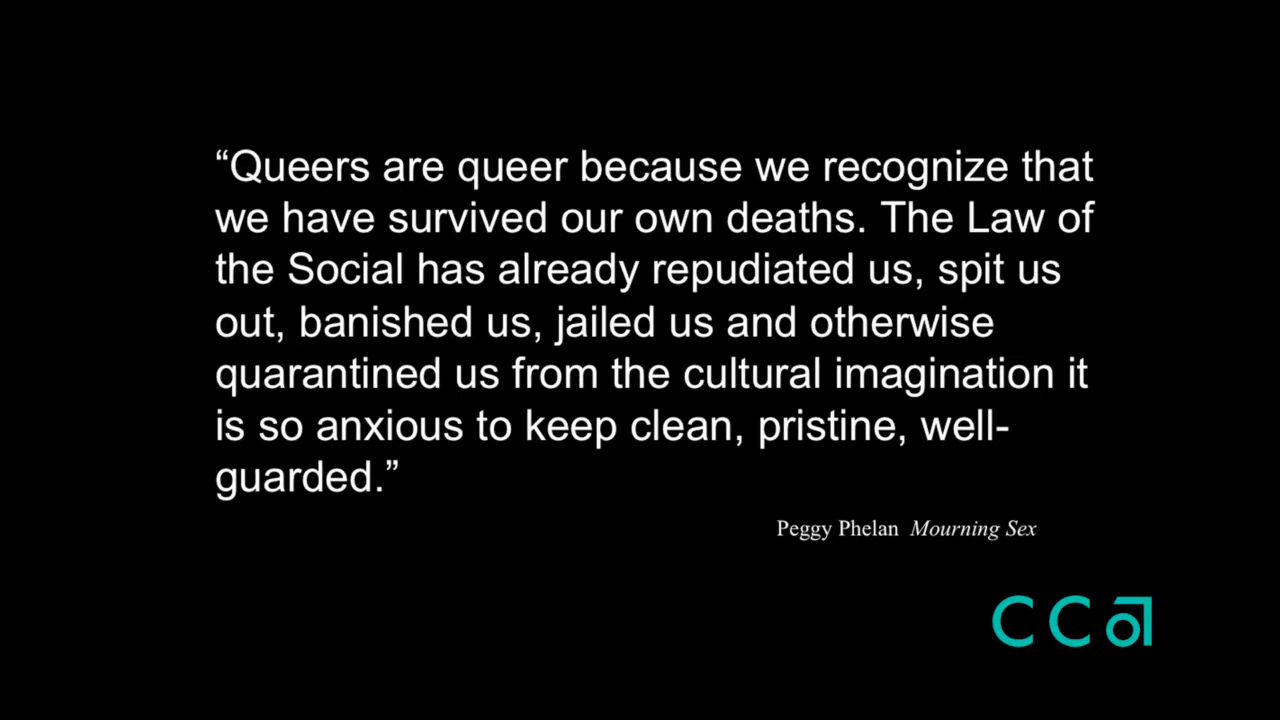 “Queers are queer because we recognize that
we have survived our own deaths. The Law of
the Social has already repudiated us, spit us
out, banished us, jailed us and otherwise
quarantined us from the cultural imagination it
is so anxious to keep clean, pristine, well-
guarded.”
Peggy Phelan Mourning Sex
CCa